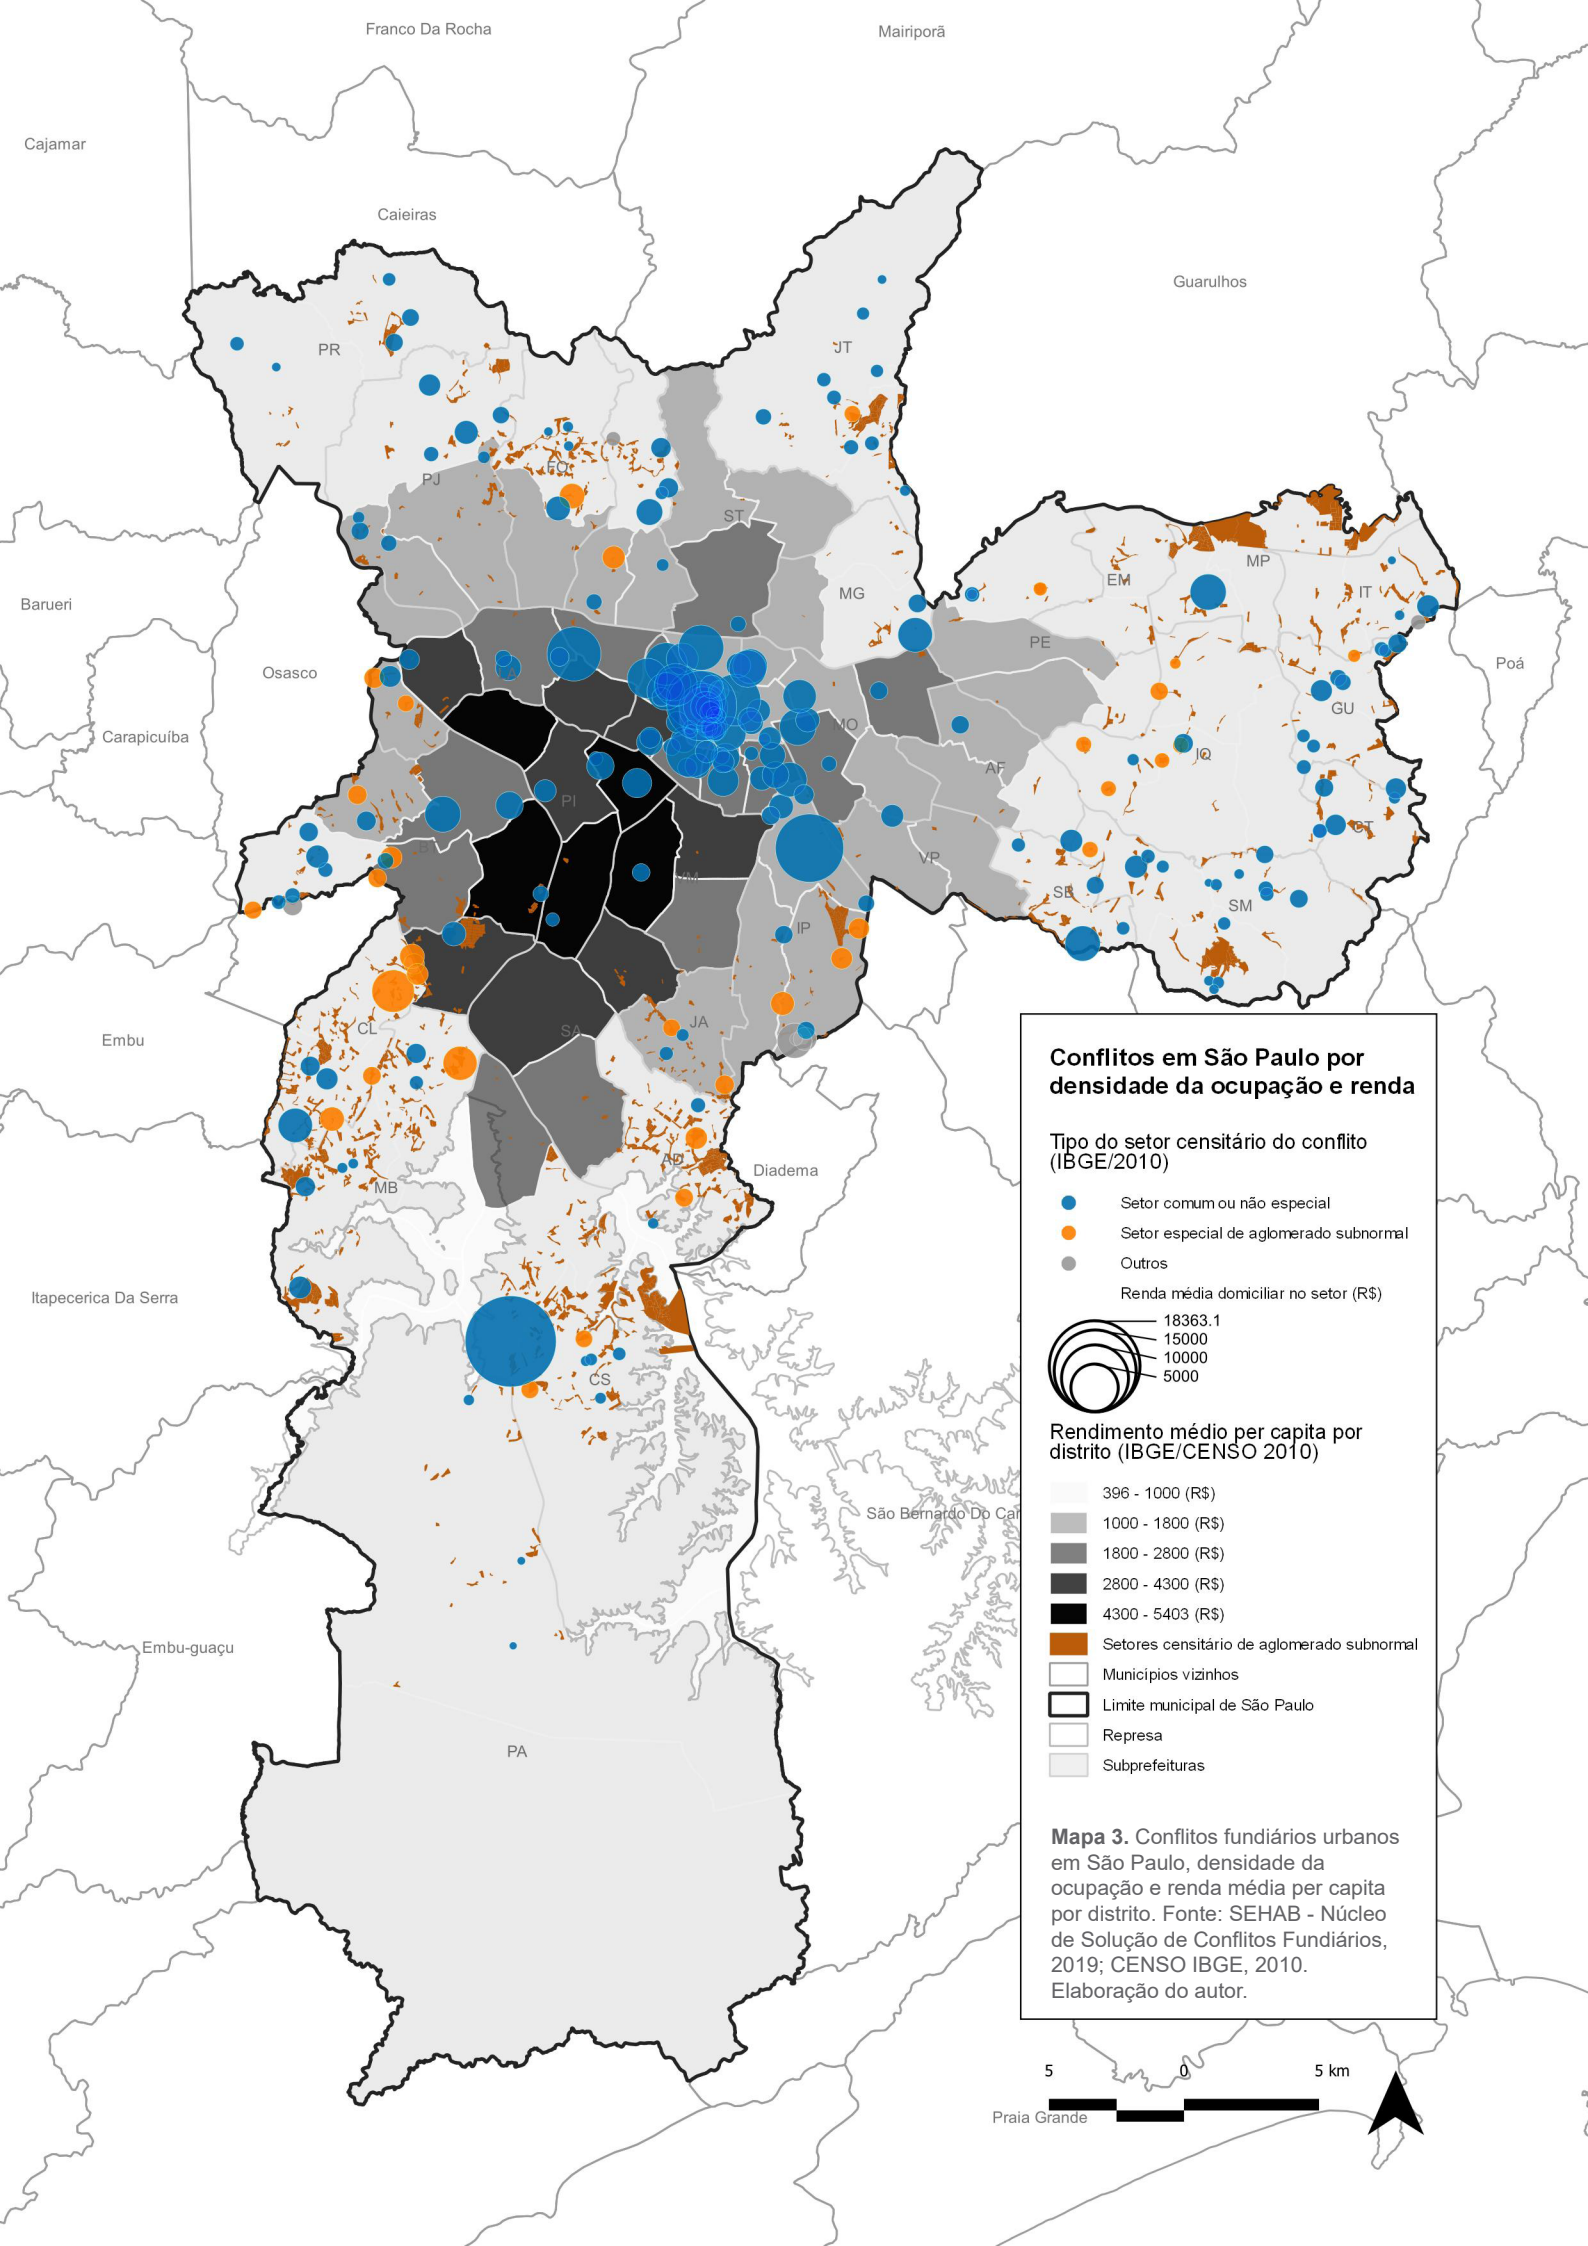 Franco Da Rocha
Mairiporã
Cajamar
Caieiras
Guarulhos
PR
JT
FO
PJ
ST
MP
EM
IT
MG
Barueri
PE
Osasco
Poá
LA
GU
MO
Carapicuíba
IQ
AF
PI
CT
BT
VP
VM
SB
SM
IP
CL
SA
JA
Embu
Diadema
AD
MB
Itapecerica Da Serra
CS
São Bernardo Do Car
Embu-guaçu
PA
Conflitos em São Paulo por
densidade da ocupação e renda
Tipo do setor censitário do conflito
(IBGE/2010)
Setor comum ou não especial
Setor especial de aglomerado subnormal
Outros
Renda média domiciliar no setor (R$)
18363.1
15000
10000
5000
Rendimento médio per capita por
distrito (IBGE/CENSO 2010)
396 - 1000 (R$)
1000 - 1800 (R$)
1800 - 2800 (R$)
2800 - 4300 (R$)
4300 - 5403 (R$)
Setores censitário de aglomerado subnormal
Municipios vizinhos
Limite municipal de São Paulo
Represa
Subprefeituras
Mapa 3. Conflitos fundiários urbanos
em São Paulo, densidade da
ocupação e renda média per capita
por distrito. Fonte: SEHAB - Núcleo
de Solução de Conflitos Fundiários,
2019; CENSO IBGE, 2010.
Elaboração do autor.
5 0 5 km
Praia Grande